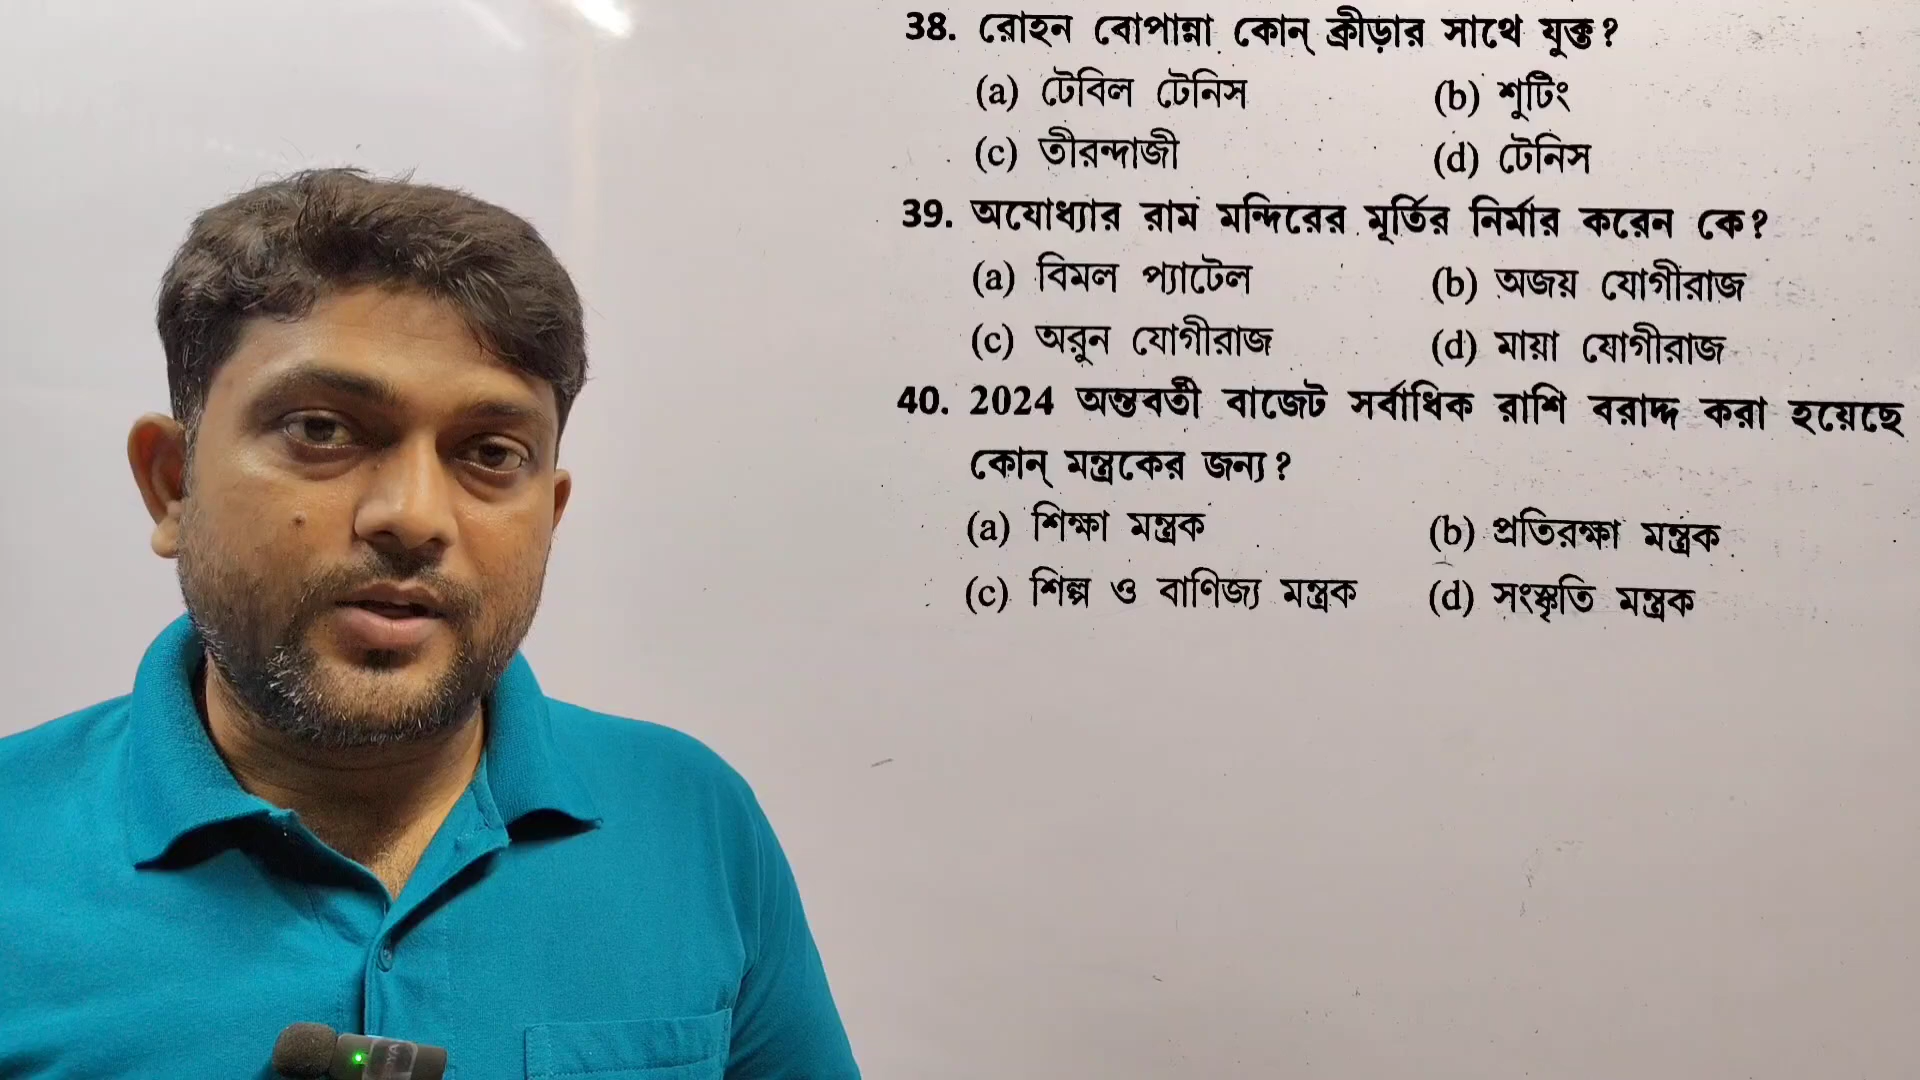 38. রোহন বোপান্না কোন্ ক্রীড়ার সাথে যুক্ত?
(a) টেবিল টেনিস (b) শুটিং
(c) তীরন্দাজী (d) টেনিস
39. অযোধ্যার রাম মন্দিরের মূর্তির নির্মার করেন কে?
(a) বিমল প্যাটেল (b) অজয় যোগীরাজ
(c) অরুন যোগীরাজ (d) মায়া যোগীরাজ
40. 2024 অন্তবর্তী বাজেট সর্বাধিক রাশি বরাদ্দ করা হয়েছে
কোন্ মন্ত্রকের জন্য?
(a) শিক্ষা মন্ত্রক (b) প্রতিরক্ষা মন্ত্রক
(c) শিল্প ও বাণিজ্য মন্ত্রক (d) সংস্কৃতি মন্ত্রক